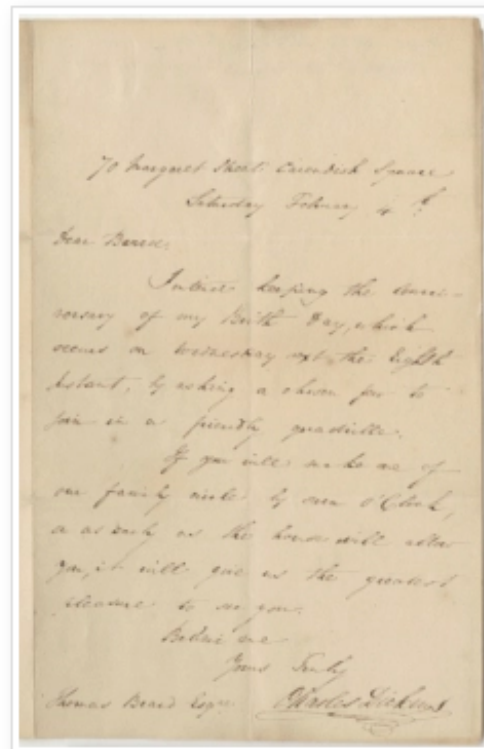 70 Margaret Street Cavendish Square
Saturday February 4th
Dear Beard.
I intend keeping the anni-
versary of my Birth Day, which
occurs on Wednesday next, the Eighth
Instant, by asking a chosen few to
join in a friendly quadrille.
If you will make one of
our family circle by seven o'Clock,
or as early as the house will allow
you, it will give us the greatest
pleasure to see you.
Believe me
Yours Truly
Thomas Beard Esqre. Charles Dickens